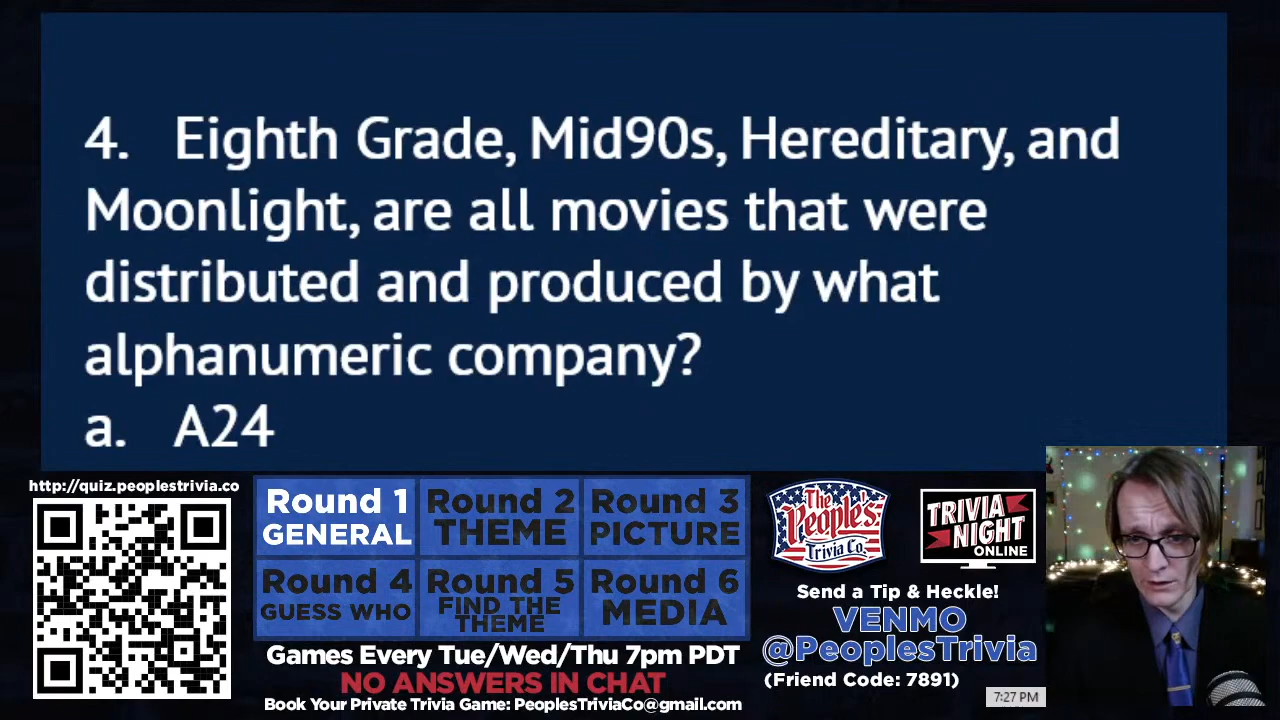 4. Eighth Grade, Mid90s, Hereditary, and
Moonlight, are all movies that were
distributed and produced by what
alphanumeric company?
a. A24
http://quiz.peoplestrivia.co
Round 1
GENERAL
Round 2
THEME
Round 3
PICTURE
Round 4
GUESS WHO
Round 5
FIND THE
THEME
Round 6
MEDIA
Games Every Tue/Wed/Thu 7pm PDT
NO ANSWERS IN CHAT
Book Your Private Trivia Game: PeoplesTriviaCo@gmail.com
The
People's
Trivia Co.
TRIVIA
NIGHT
ONLINE
Send a Tip & Heckle!
VENMO
@PeoplesTrivia
(Friend Code: 7891)
7:27 PM